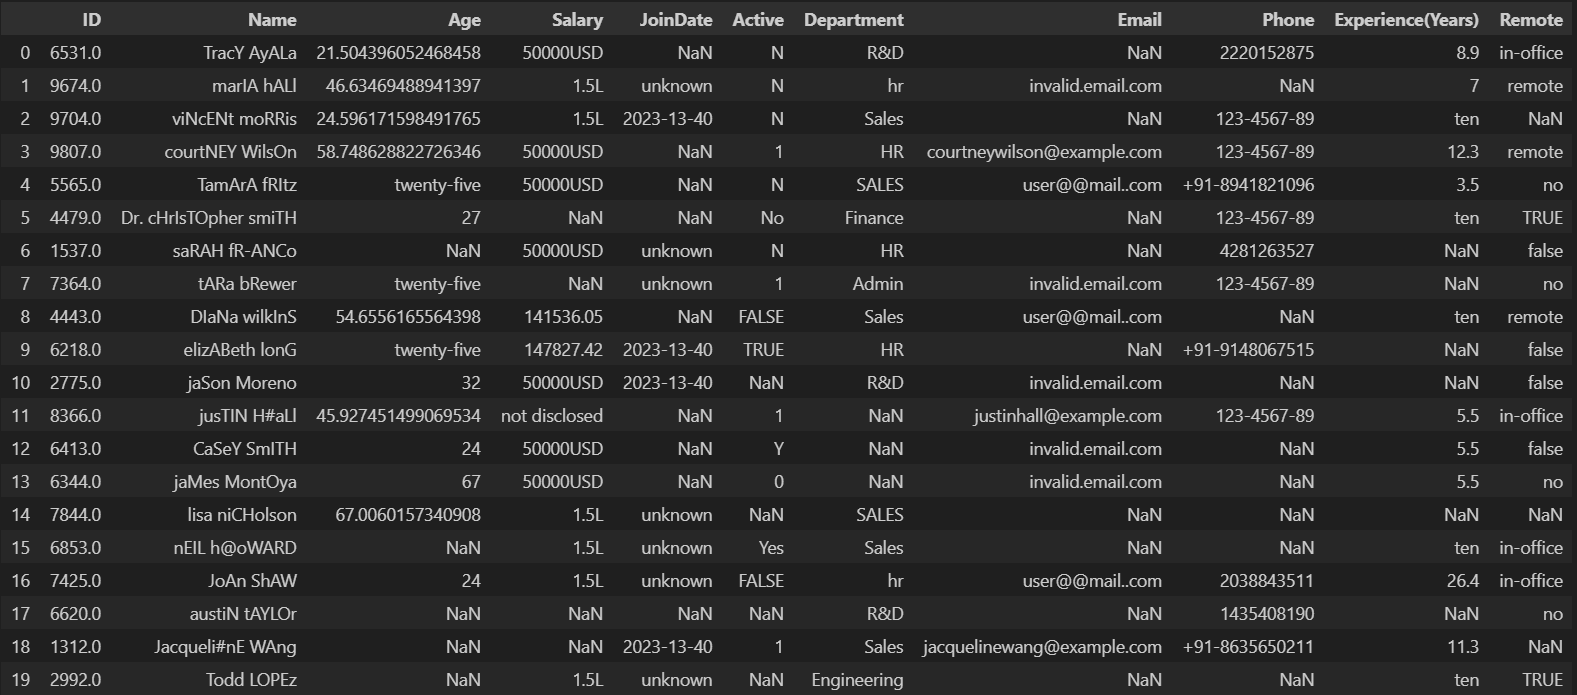 ID Name Age Salary JoinDate Active Department Email Phone Experience(Years) Remote
0 6531.0 TracY AyALa 21.504396052468458 50000USD NaN N R&D NaN 2220152875 8.9 in-office
1 9674.0 marIA hALl 46.63469488941397 1.5L unknown N hr invalid.email.com NaN 7 remote
2 9704.0 viNcENt moRRis 24.596171598491765 1.5L 2023-13-40 N Sales NaN 123-4567-89 ten NaN
3 9807.0 courtNEY WilsOn 58.748628822726346 50000USD NaN 1 HR courtneywilson@example.com 123-4567-89 12.3 remote
4 5565.0 TamArA fRItz twenty-five 50000USD NaN N SALES user@@mail..com +91-8941821096 3.5 no
5 4479.0 Dr. cHrIsTOpher smiTH 27 NaN NaN No Finance NaN 123-4567-89 ten TRUE
6 1537.0 saRAH fR-ANCo NaN 50000USD unknown N HR NaN 4281263527 NaN false
7 7364.0 tARa bRewer twenty-five NaN unknown 1 Admin invalid.email.com 123-4567-89 NaN no
8 4443.0 DIaNa wilkInS 54.6556165564398 141536.05 NaN FALSE Sales user@@mail..com NaN ten remote
9 6218.0 elizABeth lonG twenty-five 147827.42 2023-13-40 TRUE HR NaN +91-9148067515 NaN false
10 2775.0 jaSon Moreno 32 50000USD 2023-13-40 NaN R&D invalid.email.com NaN NaN false
11 8366.0 jusTIN H#aLl 45.927451499069534 not disclosed NaN 1 NaN justinhall@example.com 123-4567-89 5.5 in-office
12 6413.0 CaSeY SmITH 24 50000USD NaN Y NaN invalid.email.com NaN 5.5 false
13 6344.0 jaMes MontOya 67 50000USD NaN 0 NaN invalid.email.com NaN 5.5 no
14 7844.0 lisa niCHolson 67.0060157340908 1.5L unknown NaN SALES NaN NaN NaN NaN
15 6853.0 nEIL h@oWARD NaN 1.5L unknown Yes Sales NaN NaN ten in-office
16 7425.0 JoAn ShAW 24 1.5L unknown FALSE hr user@@mail..com 2038843511 26.4 in-office
17 6620.0 austiN tAYLOr NaN NaN NaN NaN R&D NaN 1435408190 NaN no
18 1312.0 Jacqueli#nE WAng NaN NaN 2023-13-40 1 Sales jacquelinewang@example.com +91-8635650211 11.3 NaN
19 2992.0 Todd LOPEz NaN 1.5L unknown NaN Engineering NaN NaN ten TRUE